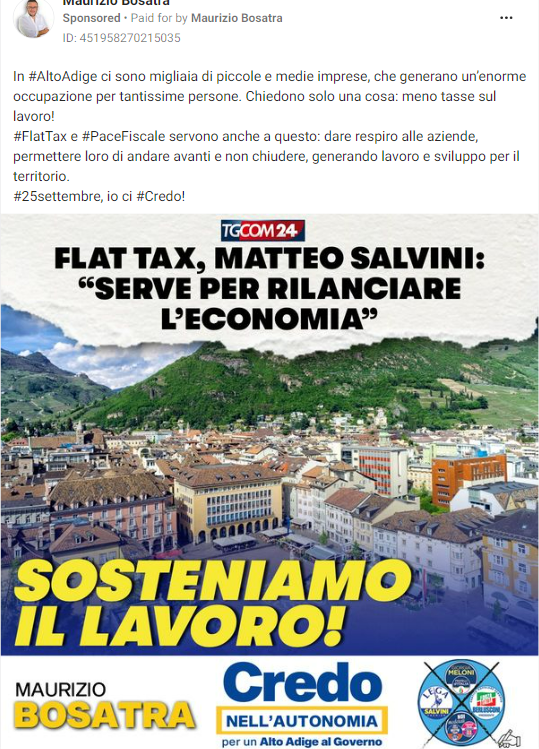 Maurizio Bosatra
Sponsored • Paid for by Maurizio Bosatra
ID: 451958270215035
In #AltoAdige ci sono migliaia di piccole e medie imprese, che generano un'enorme
occupazione per tantissime persone. Chiedono solo una cosa: meno tasse sul
lavoro!
#FlatTax e #PaceFiscale servono anche a questo: dare respiro alle aziende,
permettere loro di andare avanti e non chiudere, generando lavoro e sviluppo per il
territorio.
#25settembre, io ci #Credo!
TGCOM24
FLAT TAX, MATTEO SALVINI:
“SERVE PER RILANCIARE
L’ECONOMIA”
SOSTENIAMO
IL LAVORO!
MAURIZIO
BOSATRA
Credo
NELL'AUTONOMIA
per un Alto Adige al Governo
MELONI
LEGA
SALVINI
BERLUSCONI